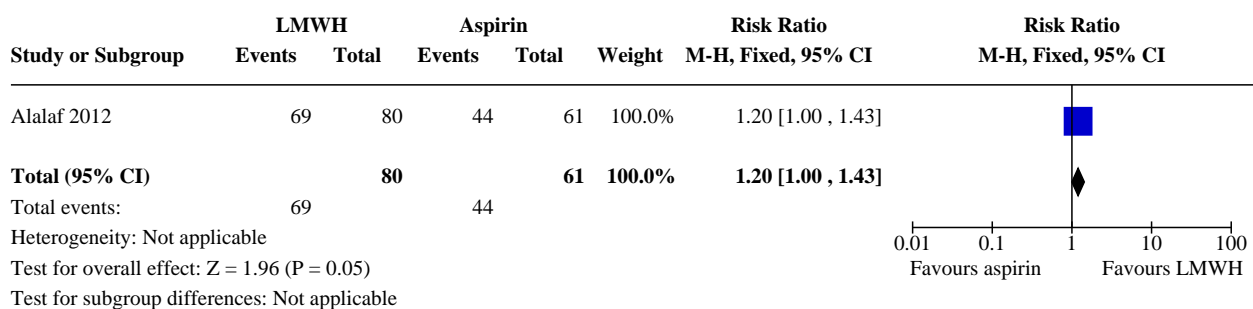 LMWH Aspirin Risk Ratio Risk Ratio
Study or Subgroup Events Total Events Total Weight M-H, Fixed, 95% CI M-H, Fixed, 95% CI
Alalaf 2012 69 80 44 61 100.0% 1.20 [1.00 , 1.43]
Total (95% CI) 80 61 100.0% 1.20 [1.00 , 1.43]
Total events: 69 44
Heterogeneity: Not applicable
0.01 0.1 1 10 100
Test for overall effect: Z = 1.96 (P = 0.05)
Favours aspirin Favours LMWH
Test for subgroup differences: Not applicable